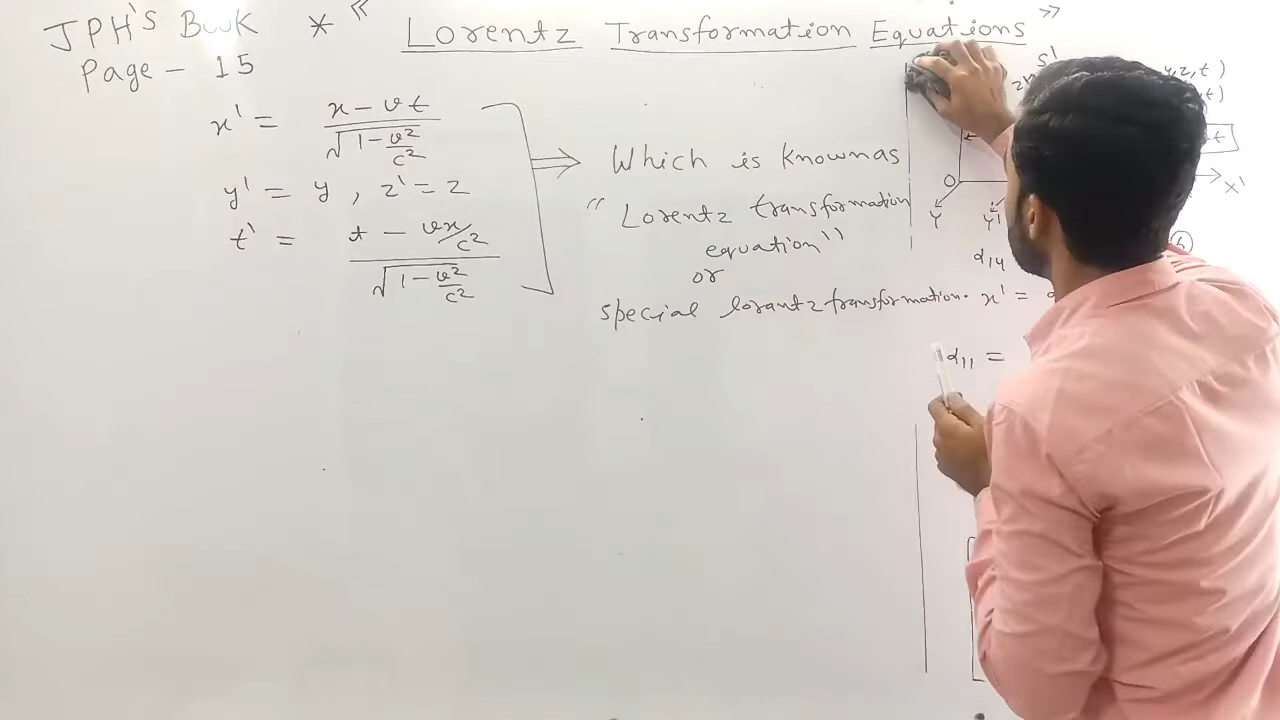 JPH's Book * " Lorentz Transformation Equations "
Page - 15
x' = x - vt / √1 - v²/c²
y' = y , z' = z
t' = t - vx/c² / √1 - v²/c²
⇒ Which is knownas
" Lorentz transformation
equation"
or
special lorantz transformation.
S'
y, z, t )
, t )
t
O
X'
Y
Y'
α14
x' =
α11 =